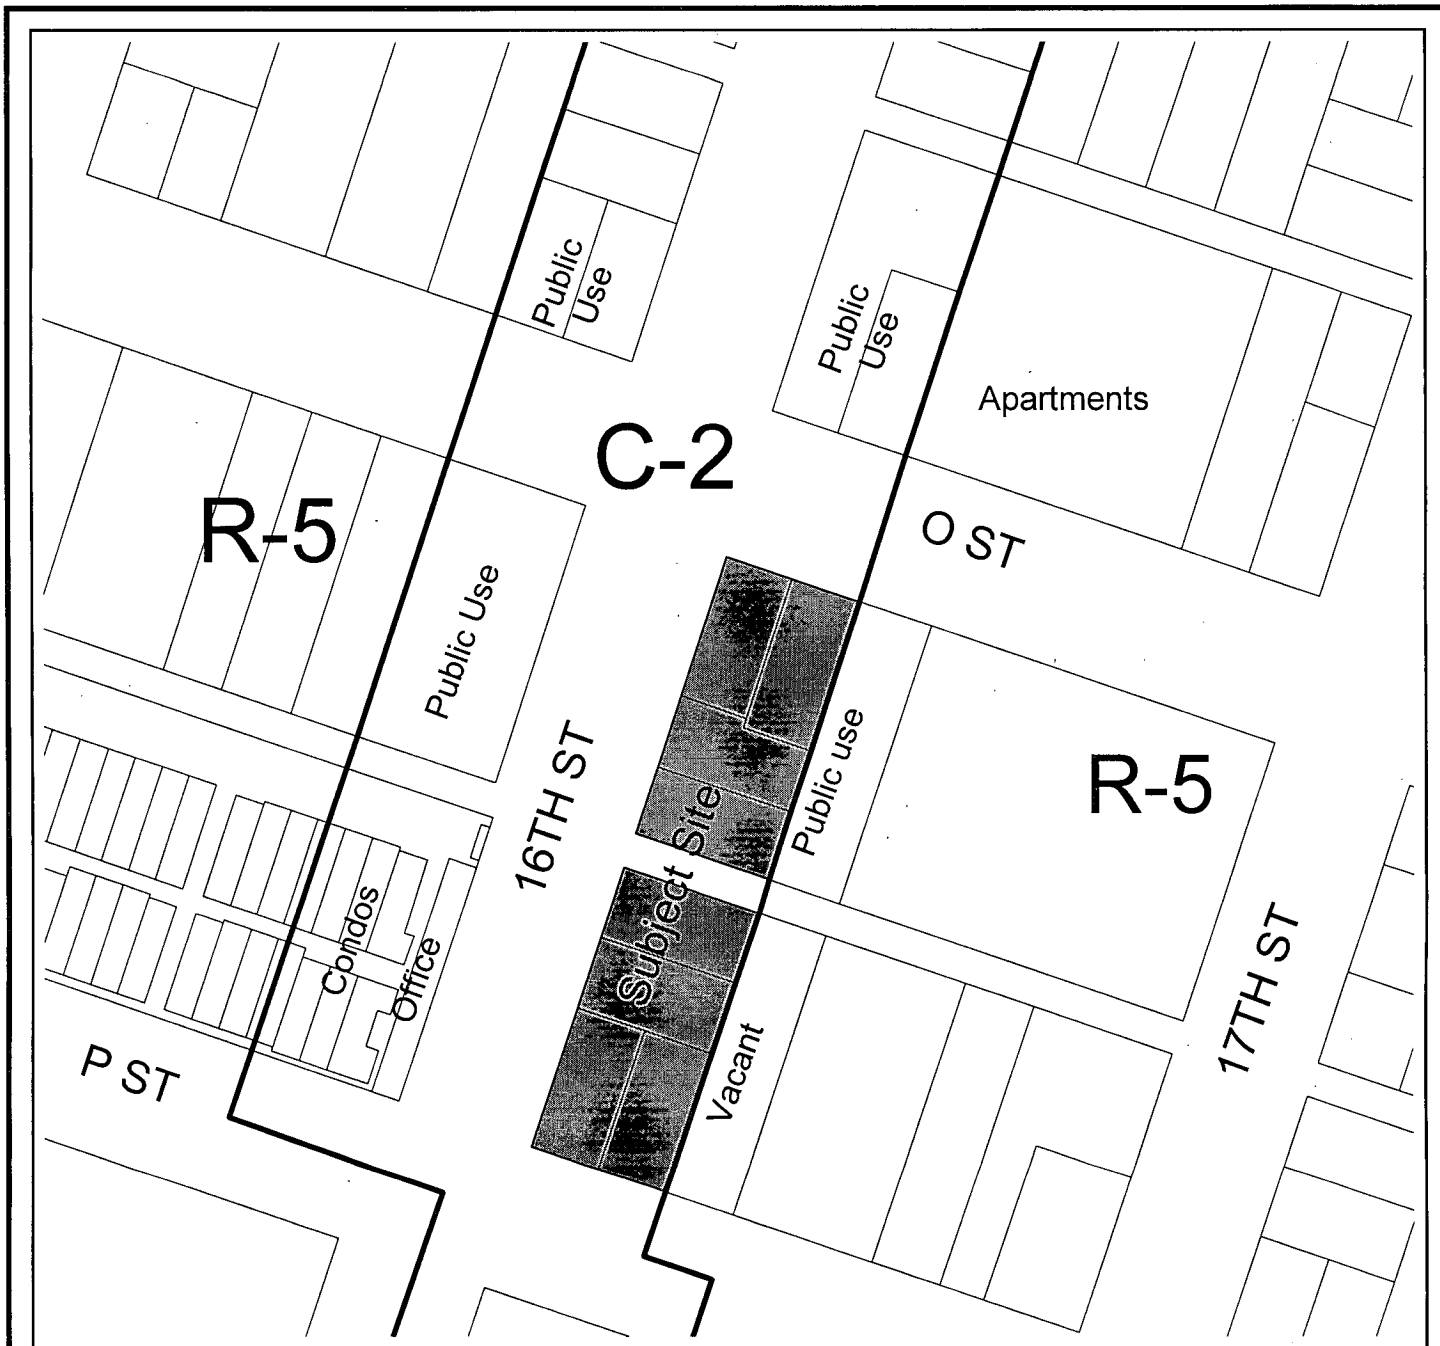 Public
Use
Public
Use
Apartments
C-2
R-5
O ST
Public Use
Public use
R-5
16TH ST
Subject Site
Condos
Office
17TH ST
Vacant
P ST